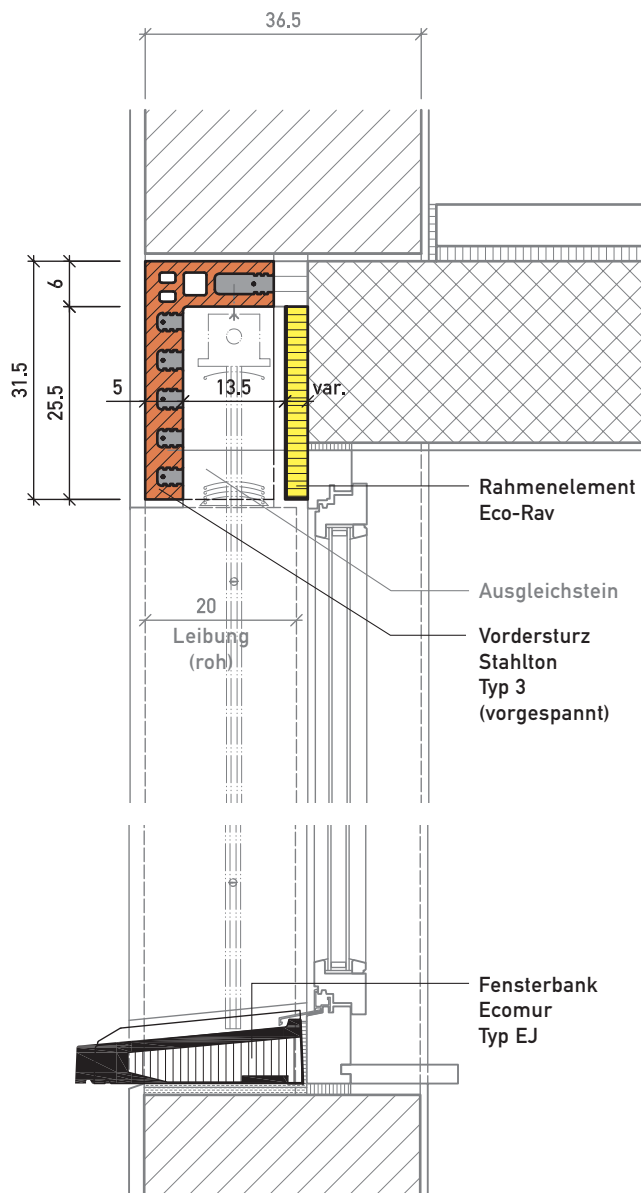 36.5
6
31.5
25.5
5
13.5
var.
Rahmenelement
Eco-Rav
Ausgleichstein
20
Leibung
(roh)
Vordersturz
Stahlton
Typ 3
(vorgespannt)
Fensterbank
Ecomur
Typ EJ